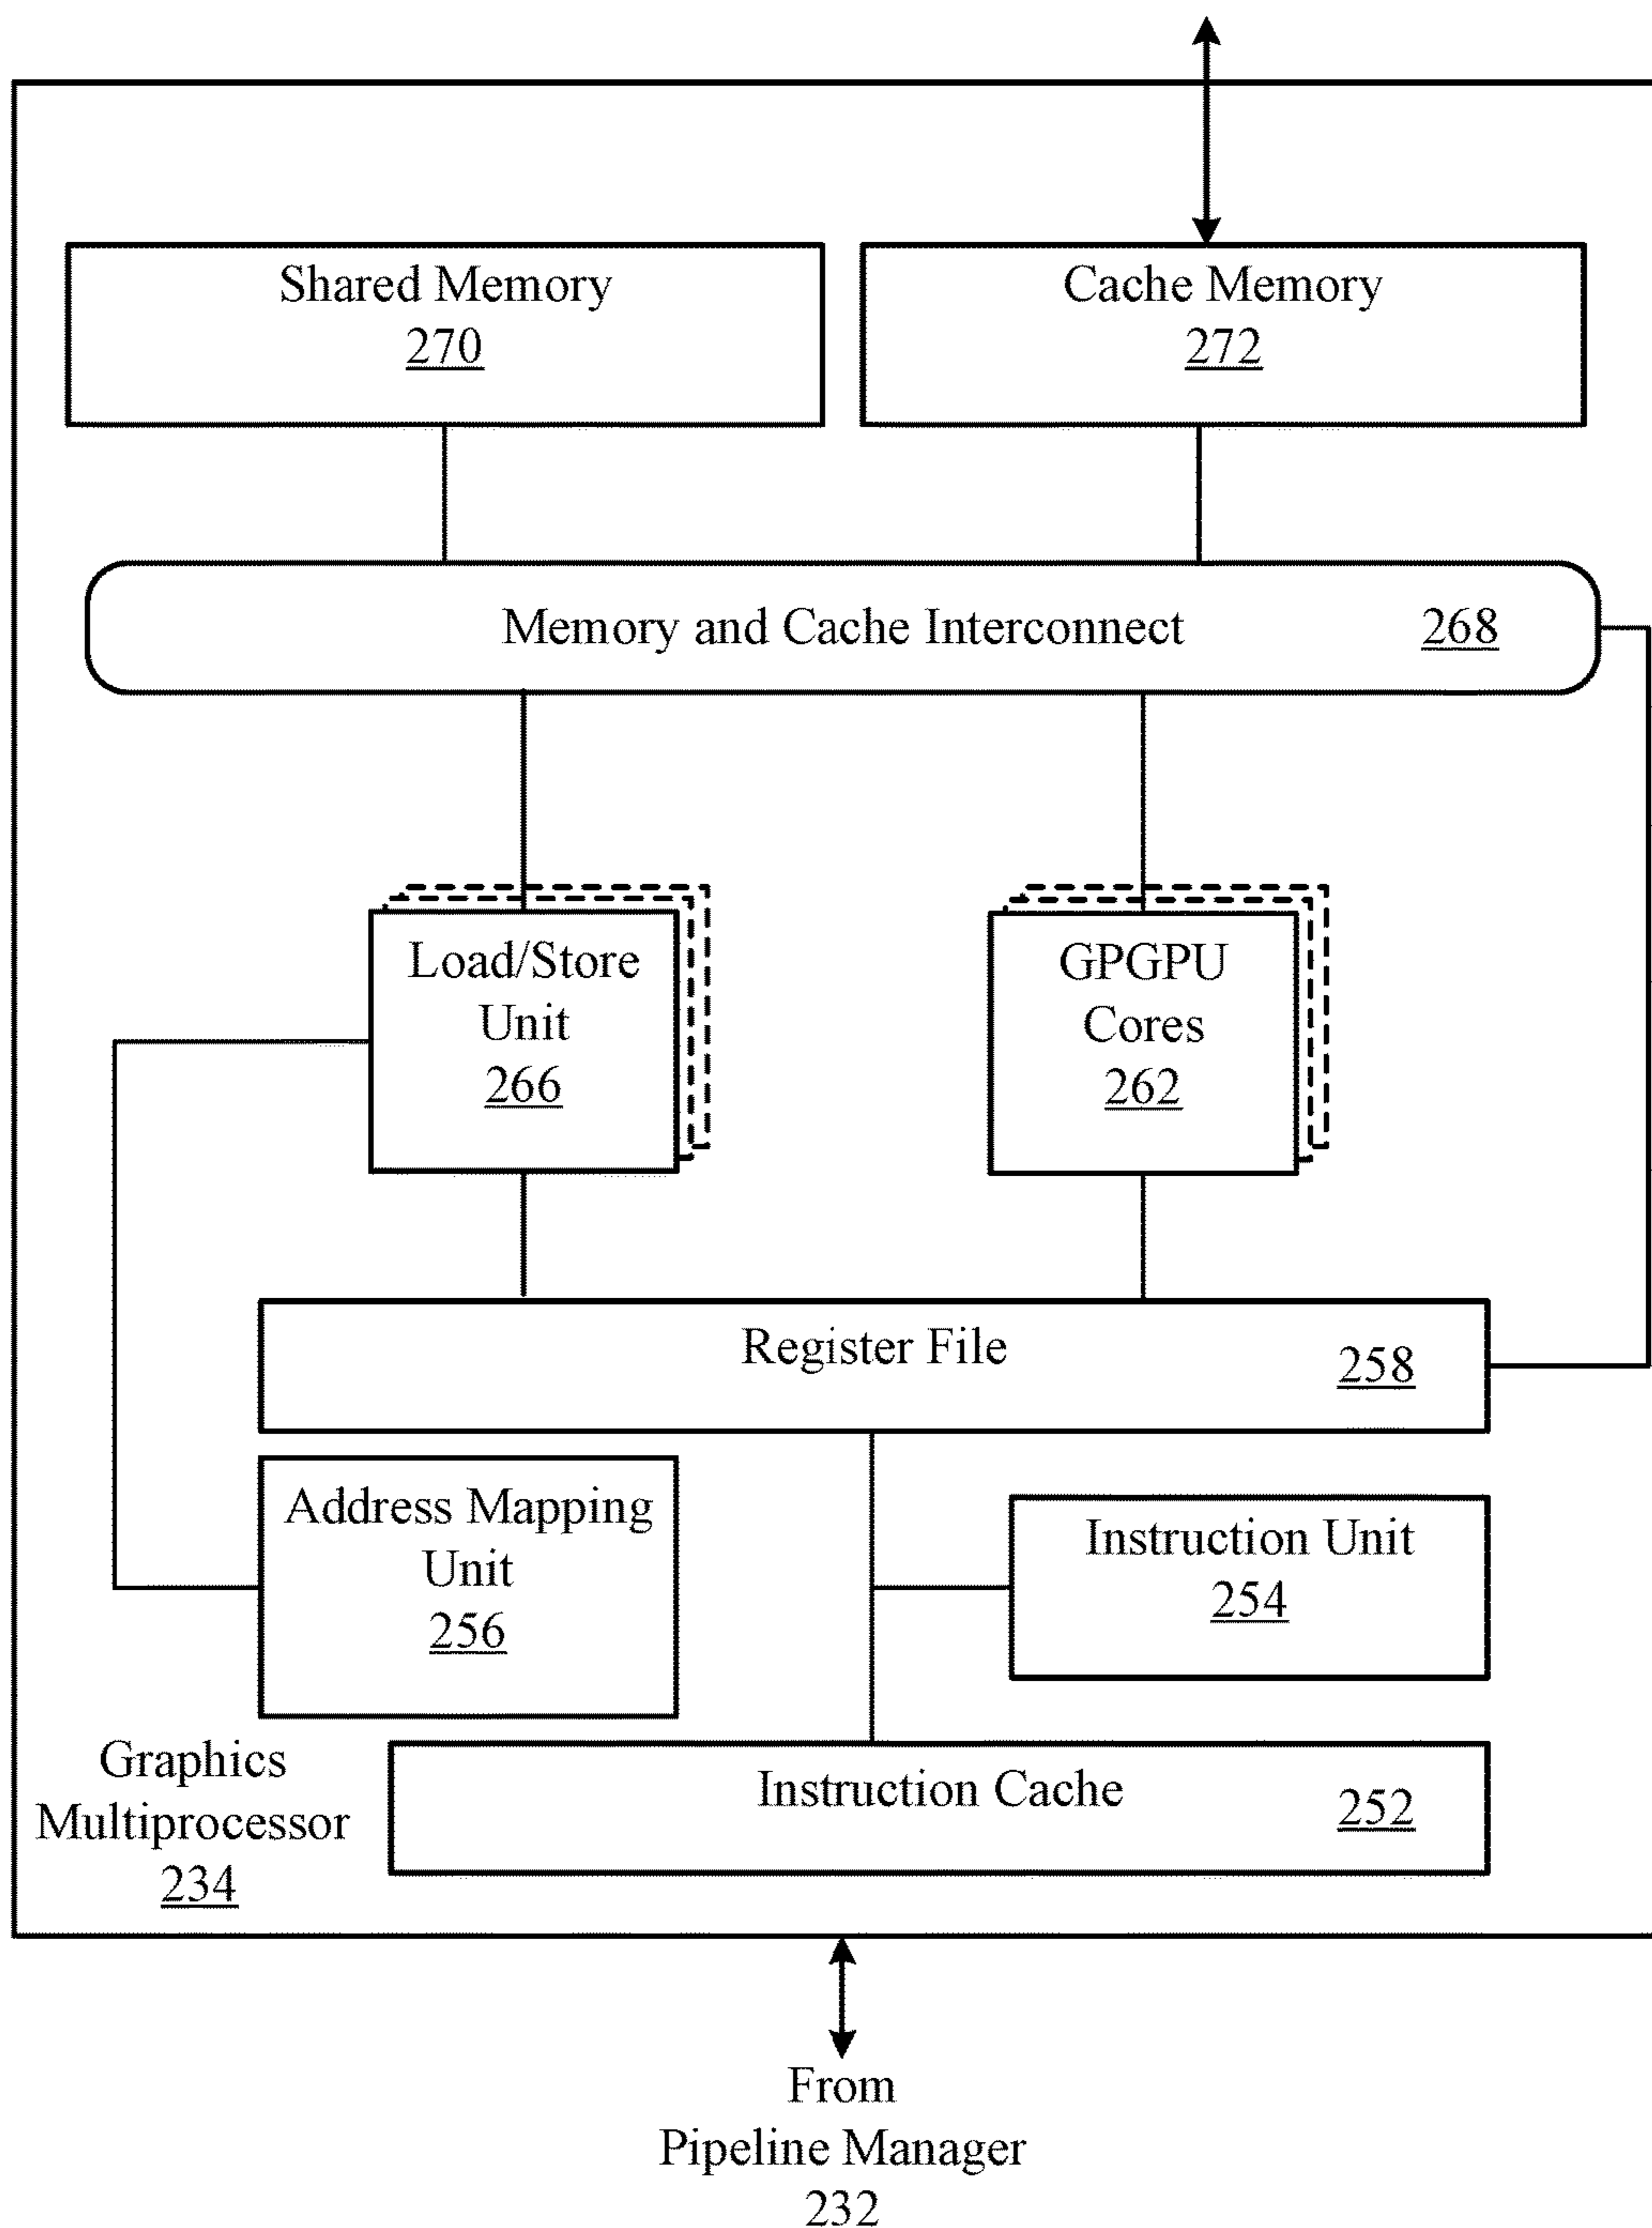 Shared Memory
270
Cache Memory
272
Memory and Cache Interconnect 268
Load/Store
Unit
266
GPGPU
Cores
262
Register File 258
Address Mapping
Unit
256
Instruction Unit
254
Graphics
Multiprocessor
234
Instruction Cache 252
From
Pipeline Manager
232